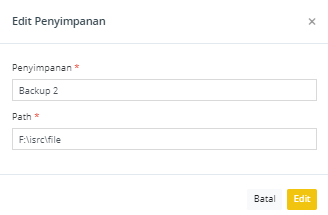 Edit Penyimpanan ×
Penyimpanan *
Backup 2
Path *
F:\isrc\file
Batal Edit